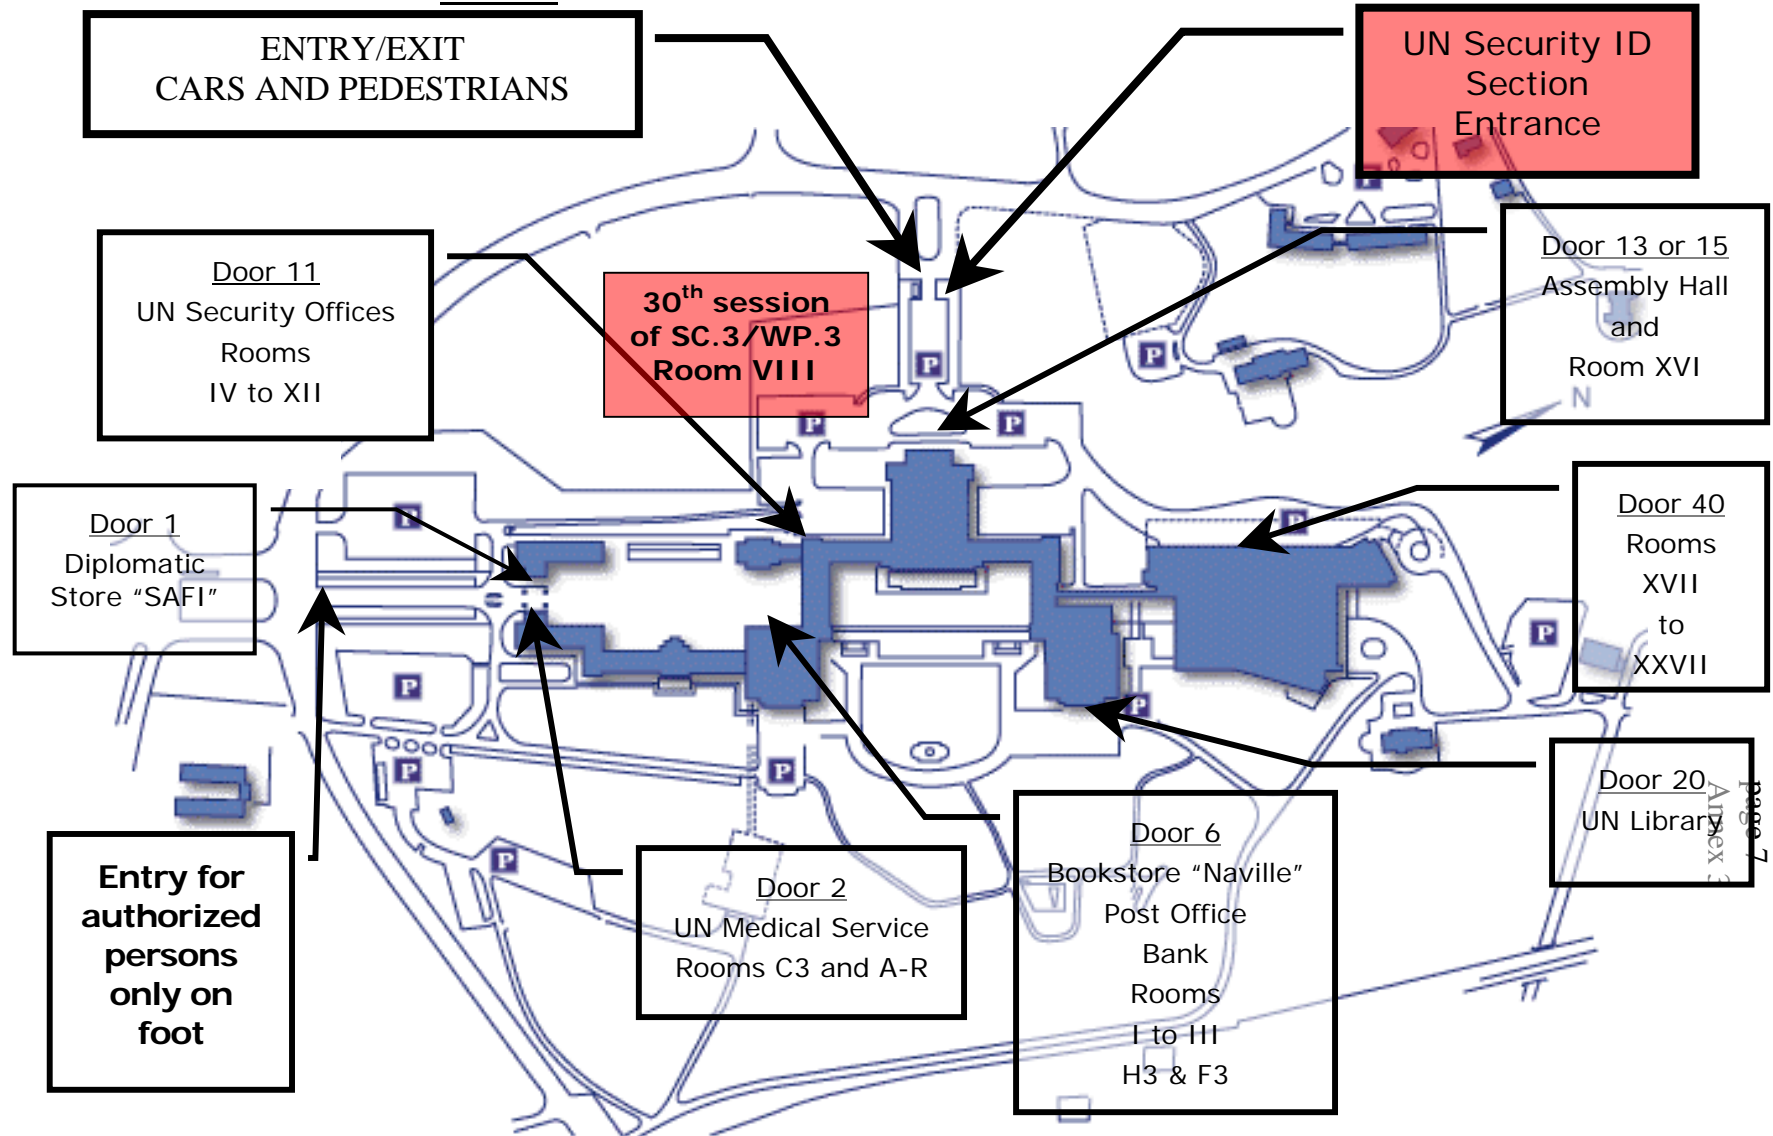 ENTRY/EXIT
CARS AND PEDESTRIANS
UN Security ID
Section
Entrance
Door 11
UN Security Offices
Rooms
IV to XII
30th session
of SC.3/WP.3
Room VIII
Door 13 or 15
Assembly Hall
and
Room XVI
N
Door 1
Diplomatic
Store “SAFI”
Door 40
Rooms
XVII
to
XXVII
Door 20
UN Library
page 7
Annex 3
Entry for
authorized
persons
only on
foot
Door 2
UN Medical Service
Rooms C3 and A-R
Door 6
Bookstore “Naville”
Post Office
Bank
Rooms
I to III
H3 & F3
P
P
P
P
P
P
P
P
P
P
P
P
P